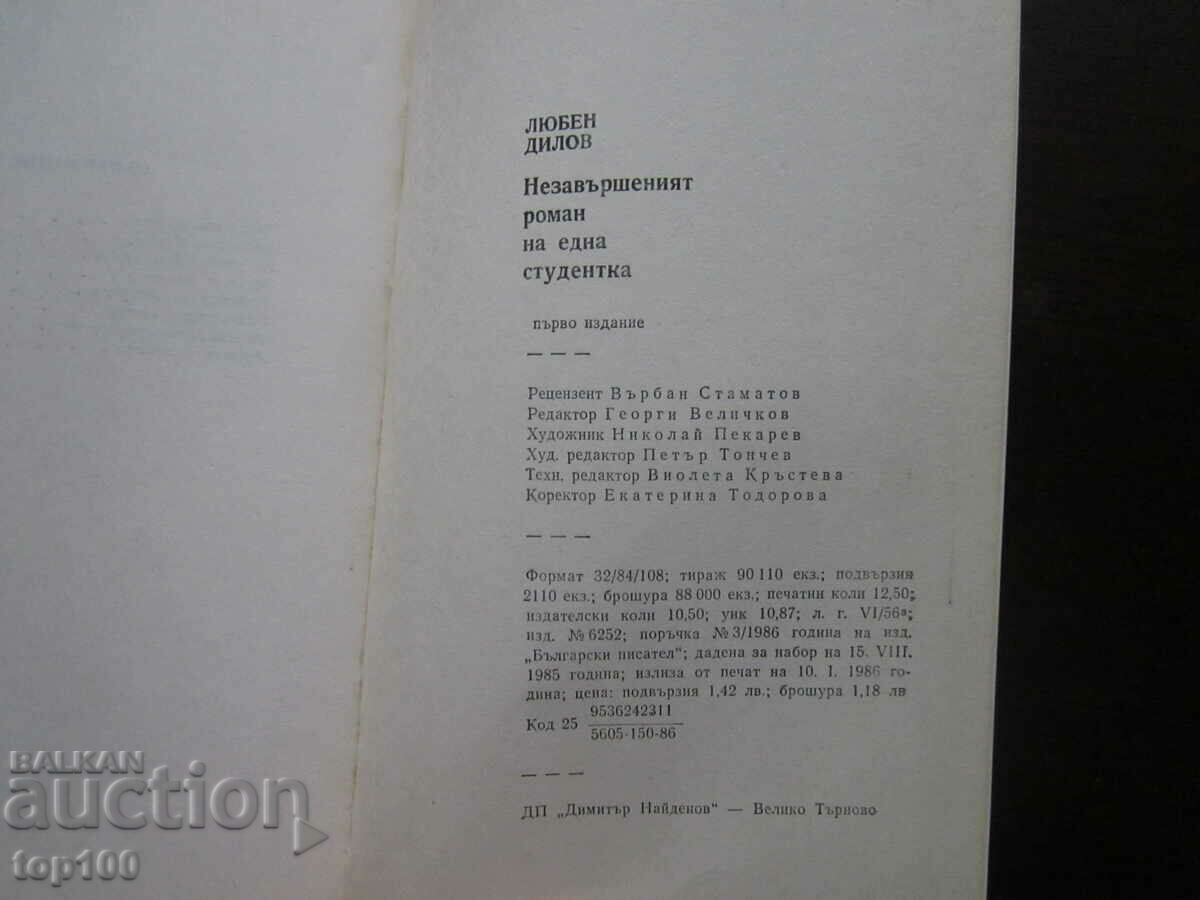 ЛЮБЕН
ДИЛОВ
Незавършеният
роман
на една
студентка
първо издание
— — —
Рецензент Върбан Стаматов
Редактор Георги Величков
Художник Николай Пекарев
Худ. редактор Петър Тончев
Техн. редактор Виолета Кръстева
Коректор Екатерина Тодорова
— — —
Формат 32/84/108; тираж 90 110 екз.; подвързия
2110 екз.; брошура 88 000 екз.; печатни коли 12,50;
издателски коли 10,50; уик 10,87; л. г. VI/56а;
изд. № 6252; поръчка № 3/1986 година на изд.
„Български писател“; дадена за набор на 15. VIII.
1985 година; излиза от печат на 10. I. 1986 го-
дина; цена: подвързия 1,42 лв.; брошура 1,18 лв
Код 25 9536242311
5605-150-86
— — —
ДП „Димитър Найденов“ — Велико Търново
BALKAN
auction
top100